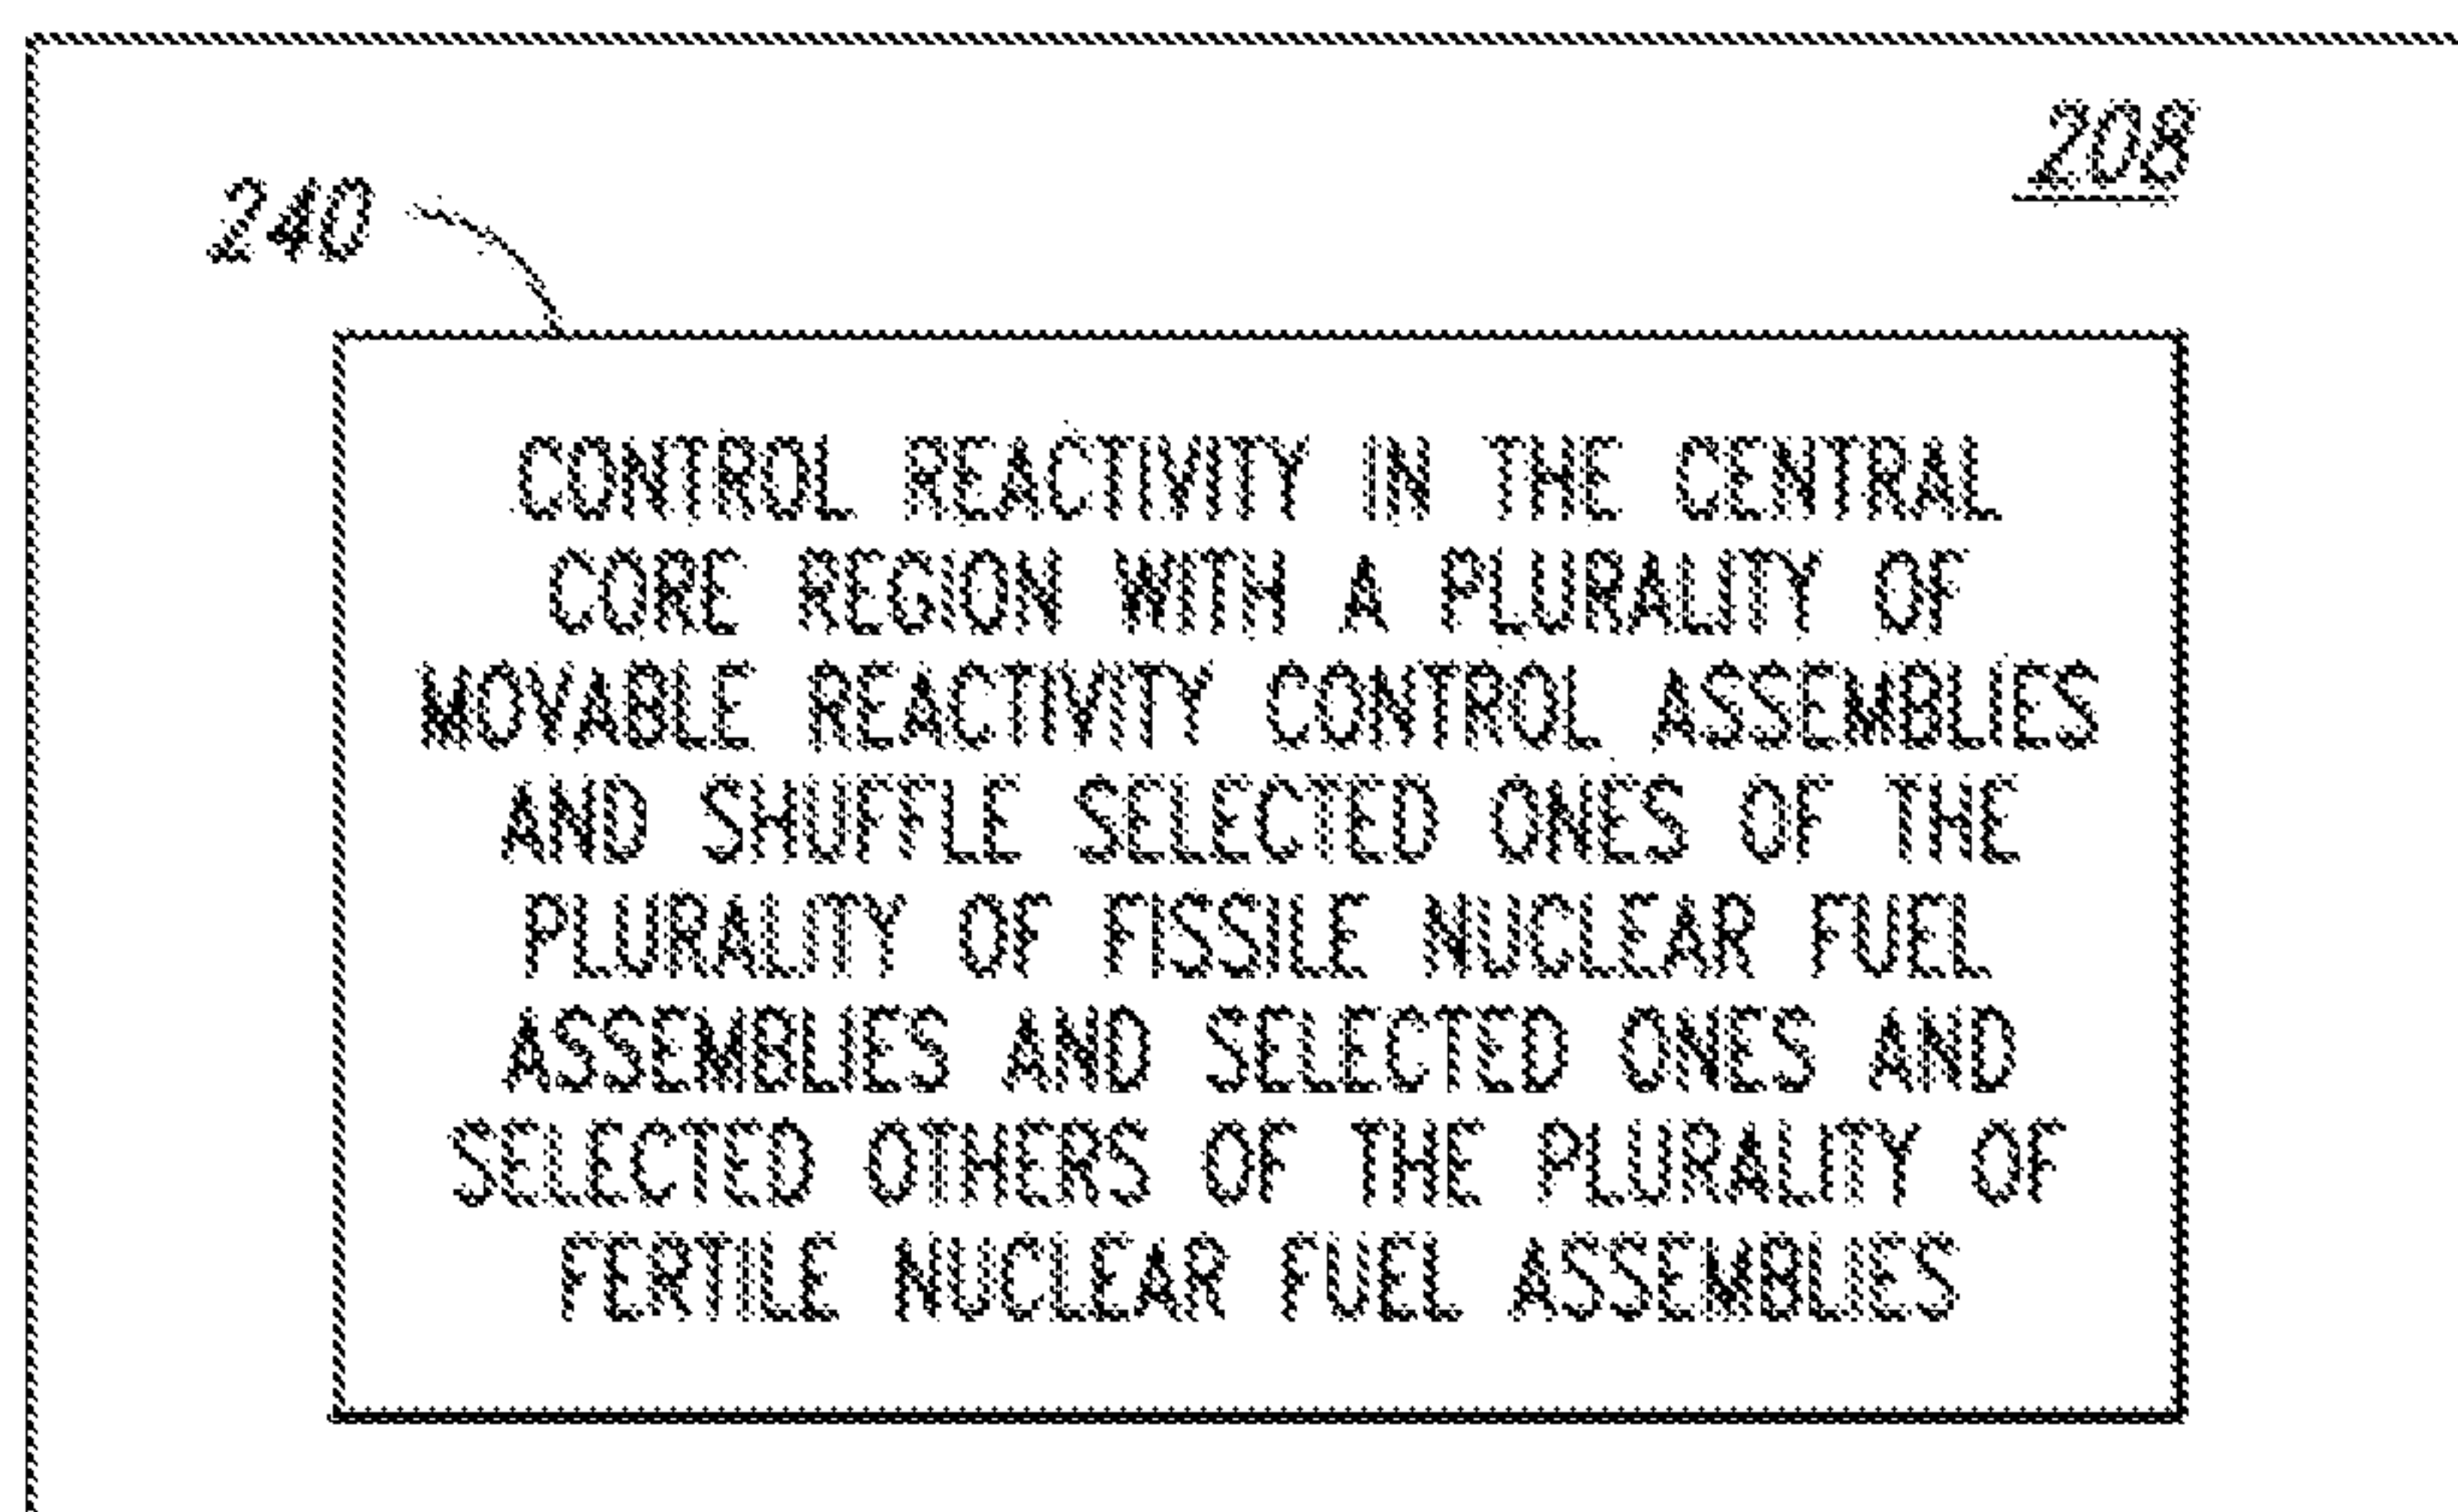 208
240
CONTROL REACTIVITY IN THE CENTRAL
CORE REGION WITH A PLURALITY OF
MOVABLE REACTIVITY CONTROL ASSEMBLIES
AND SHUFFLE SELECTED ONES OF THE
PLURALITY OF FISSILE NUCLEAR FUEL
ASSEMBLIES AND SELECTED ONES AND
SELECTED OTHERS OF THE PLURALITY OF
FERTILE NUCLEAR FUEL ASSEMBLIES